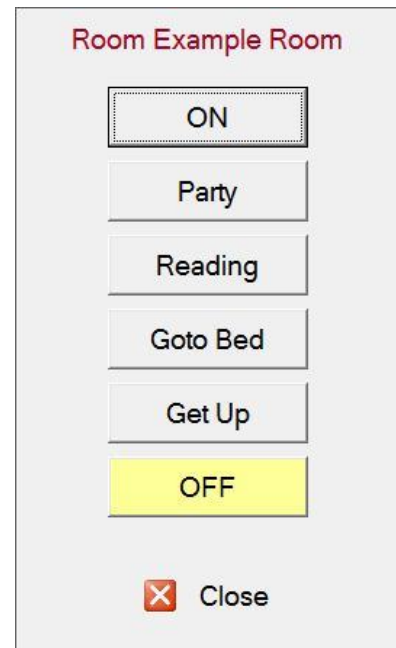 Room Example Room
ON
Party
Reading
Goto Bed
Get Up
OFF
Close